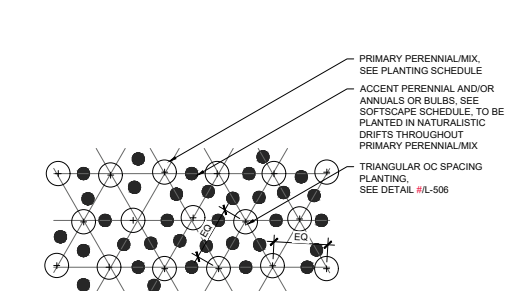 PRIMARY PERENNIAL/MIX,
SEE PLANTING SCHEDULE
ACCENT PERENNIAL AND/OR
ANNUALS OR BULBS, SEE
SOFTSCAPE SCHEDULE, TO BE
PLANTED IN NATURALISTIC
DRIFTS THROUGHOUT
PRIMARY PERENNIAL/MIX
TRIANGULAR OC SPACING
PLANTING,
SEE DETAIL #/L-506
EQ
EQ